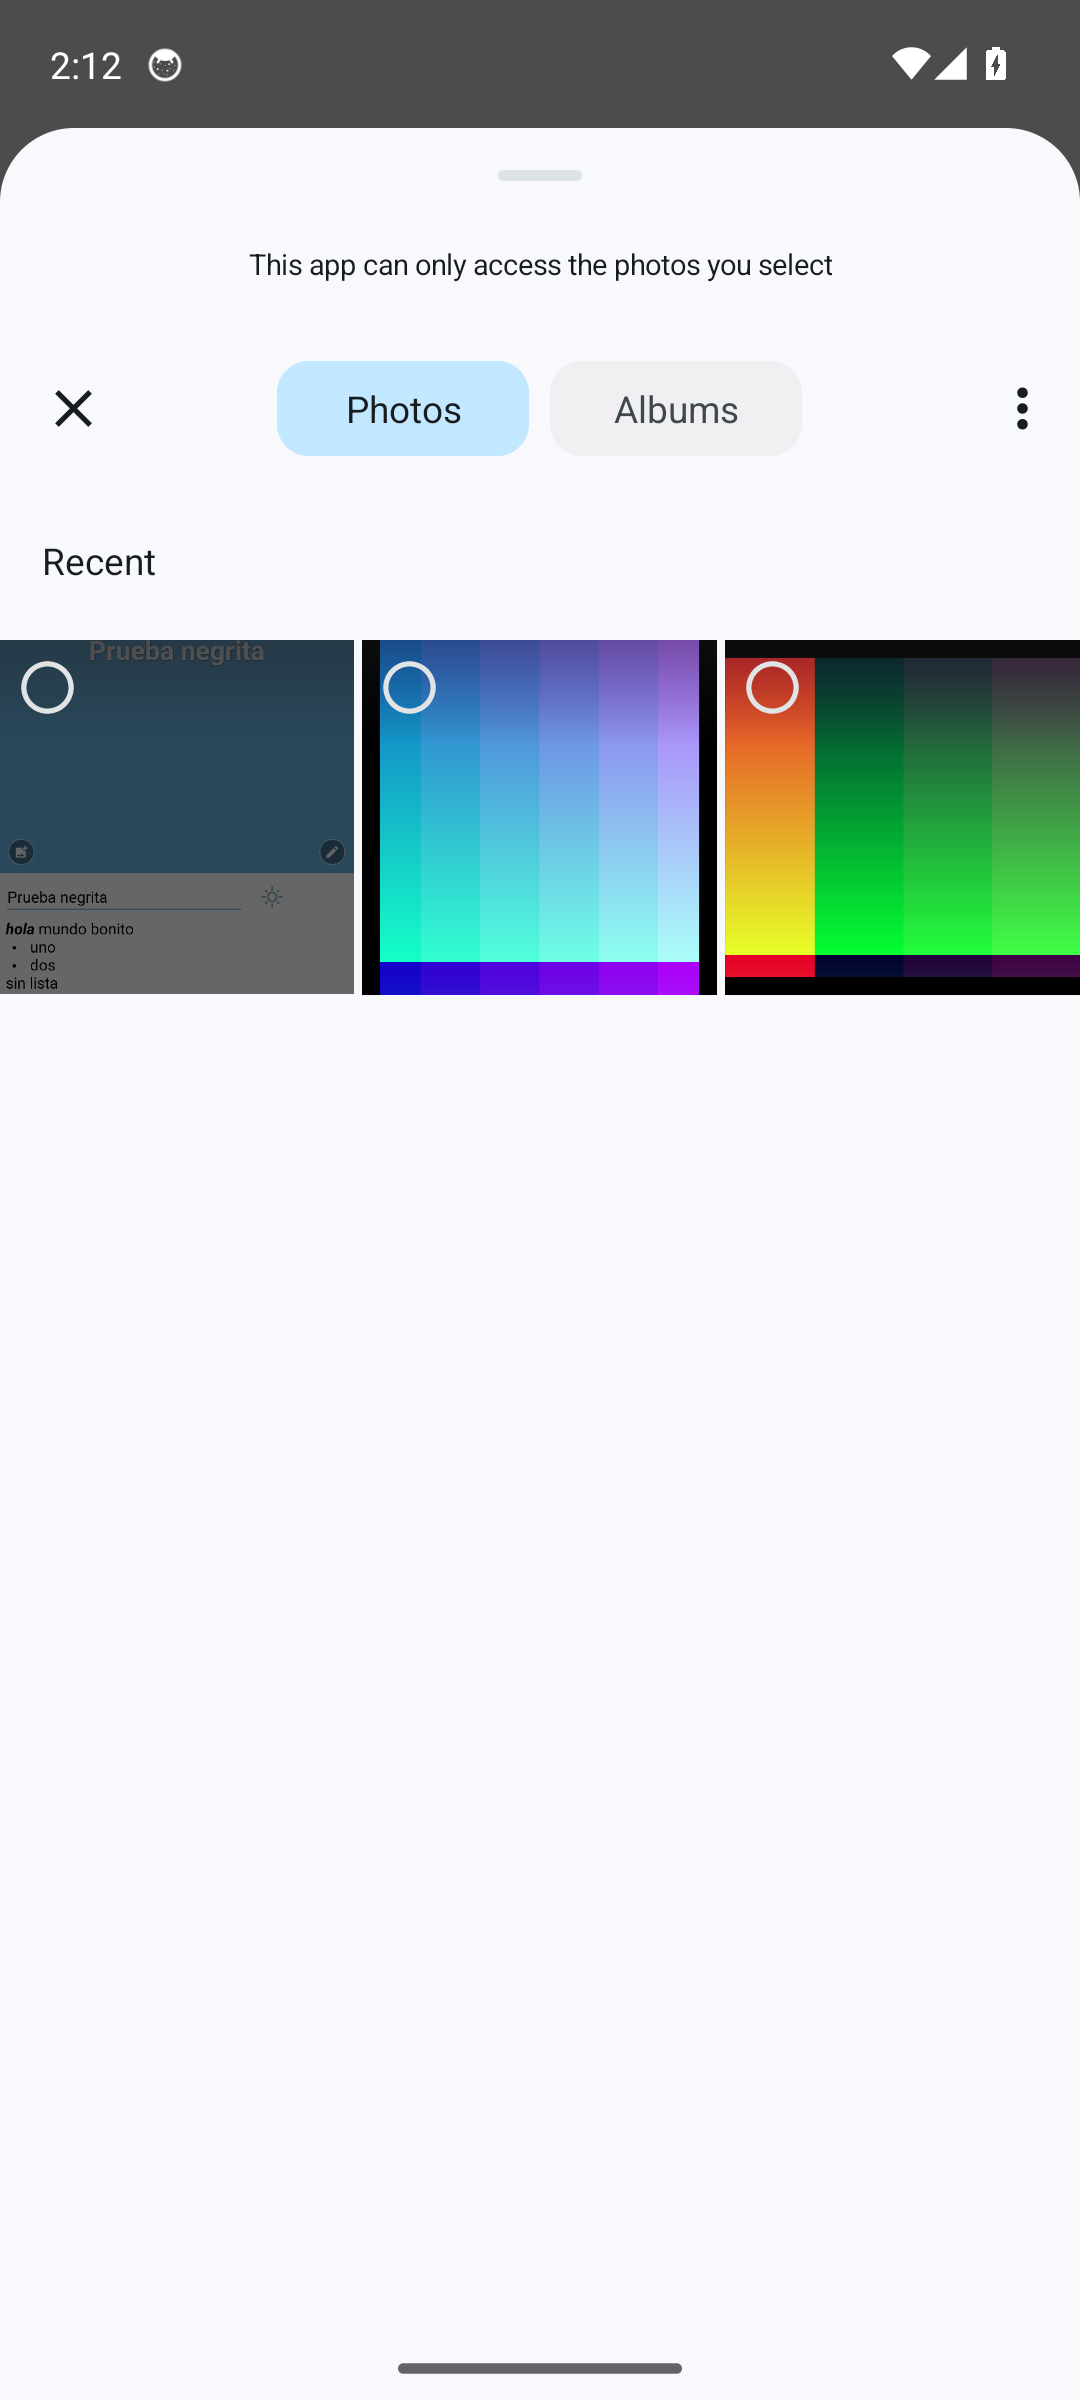 2:12
This app can only access the photos you select
Photos
Albums
Recent
Prueba negrita
Prueba negrita
hola mundo bonito
• uno
• dos
sin lista